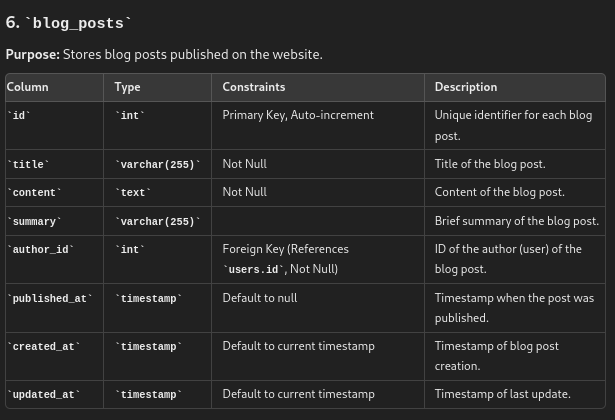 6. `blog_posts`
Purpose: Stores blog posts published on the website.
Column Type Constraints Description
`id` `int` Primary Key, Auto-increment Unique identifier for each blog
post.
`title` `varchar(255)` Not Null Title of the blog post.
`content` `text` Not Null Content of the blog post.
`summary` `varchar(255)` Brief summary of the blog post.
`author_id` `int` Foreign Key (References ID of the author (user) of the
`users.id`, Not Null) blog post.
`published_at` `timestamp` Default to null Timestamp when the post was
published.
`created_at` `timestamp` Default to current timestamp Timestamp of blog post
creation.
`updated_at` `timestamp` Default to current timestamp Timestamp of last update.